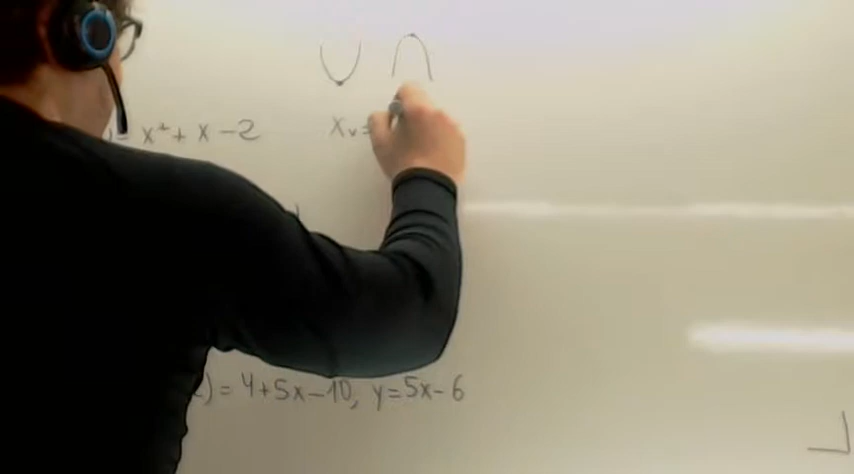 = x² + x - 2
Xv =
) = 4+5x-10, y=5x-6